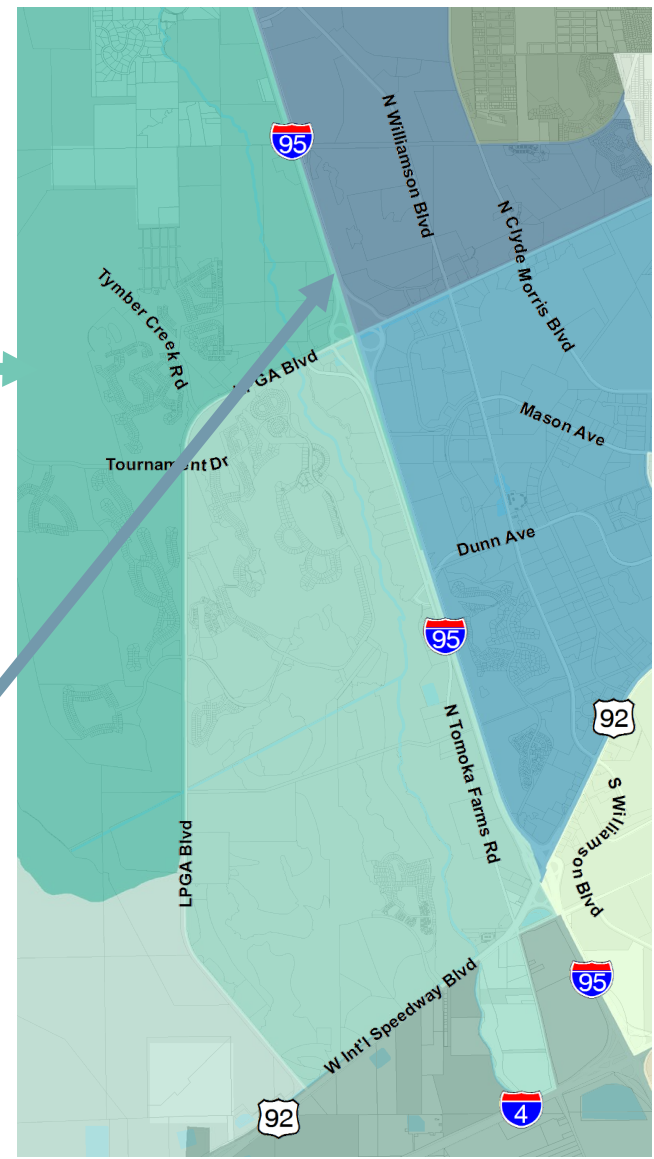 95
N Williamson Blvd
N Clyde Morris Blvd
Tymber Creek Rd
GA Blvd
Mason Ave
Tournament Dr
Dunn Ave
95
92
N Tomoka Farms Rd
S Williamson Blvd
LPGA Blvd
W Int'l Speedway Blvd
95
92
4